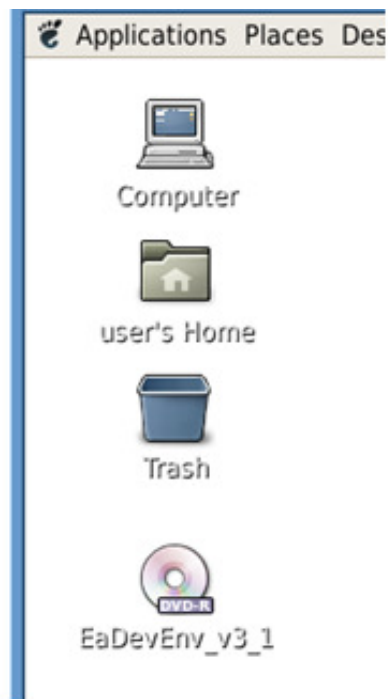 Applications Places Des
Computer
user's Home
Trash
DVD-R
EaDevEnv_v3_1